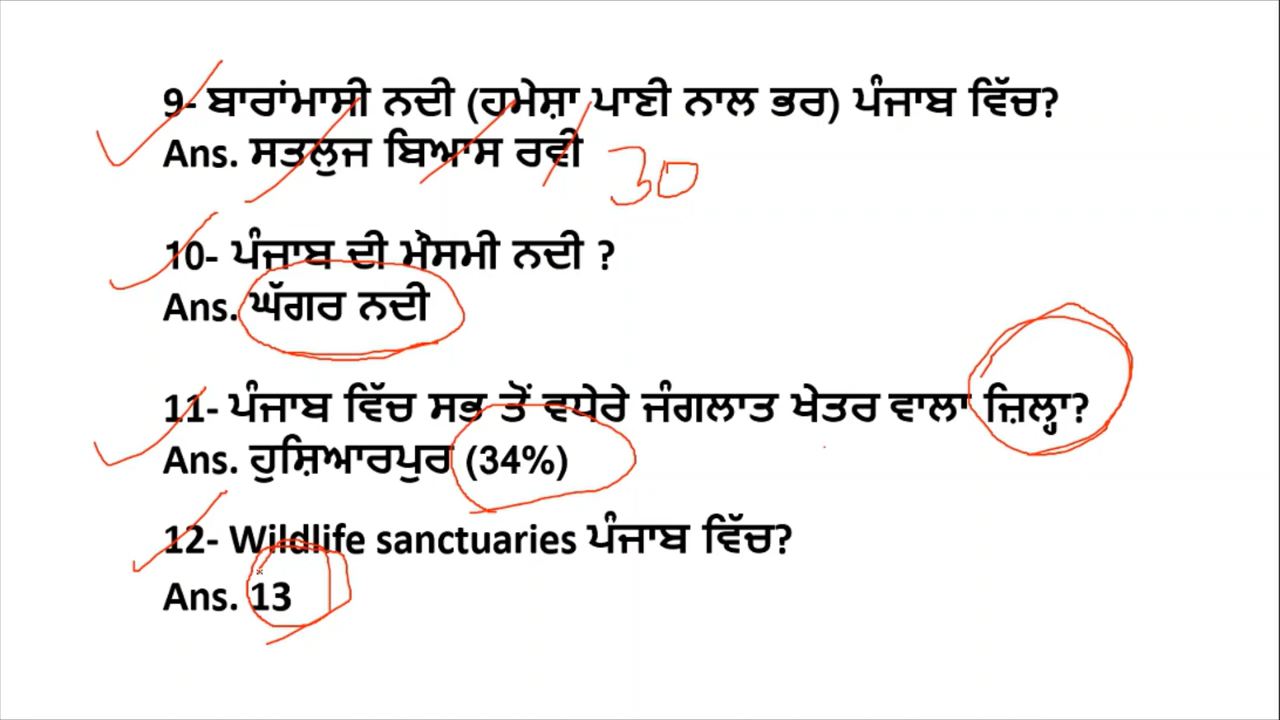 9- ਬਾਰਾਂਮਾਸੀ ਨਦੀ (ਹਮੇਸ਼ਾ ਪਾਣੀ ਨਾਲ ਭਰ) ਪੰਜਾਬ ਵਿੱਚ?
Ans. ਸਤਲੁਜ ਬਿਆਸ ਰਵੀ
30
10- ਪੰਜਾਬ ਦੀ ਮੌਸਮੀ ਨਦੀ ?
Ans. ਘੱਗਰ ਨਦੀ
11- ਪੰਜਾਬ ਵਿੱਚ ਸਭ ਤੋਂ ਵਧੇਰੇ ਜੰਗਲਾਤ ਖੇਤਰ ਵਾਲਾ ਜ਼ਿਲ੍ਹਾ?
Ans. ਹੁਸ਼ਿਆਰਪੁਰ (34%)
12- Wildlife sanctuaries ਪੰਜਾਬ ਵਿੱਚ?
Ans. 13